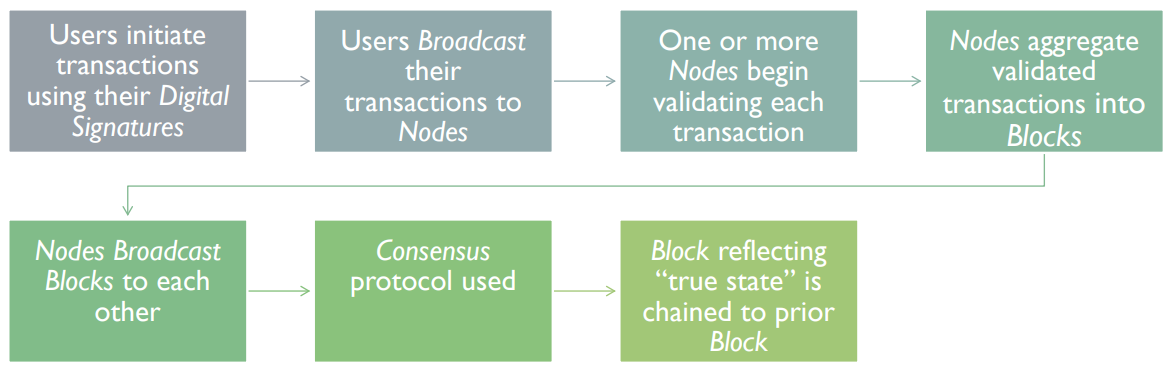 Users initiate
transactions
using their Digital
Signatures
Users Broadcast
their
transactions to
Nodes
One or more
Nodes begin
validating each
transaction
Nodes aggregate
validated
transactions into
Blocks
Nodes Broadcast
Blocks to each
other
Consensus
protocol used
Block reflecting
“true state” is
chained to prior
Block